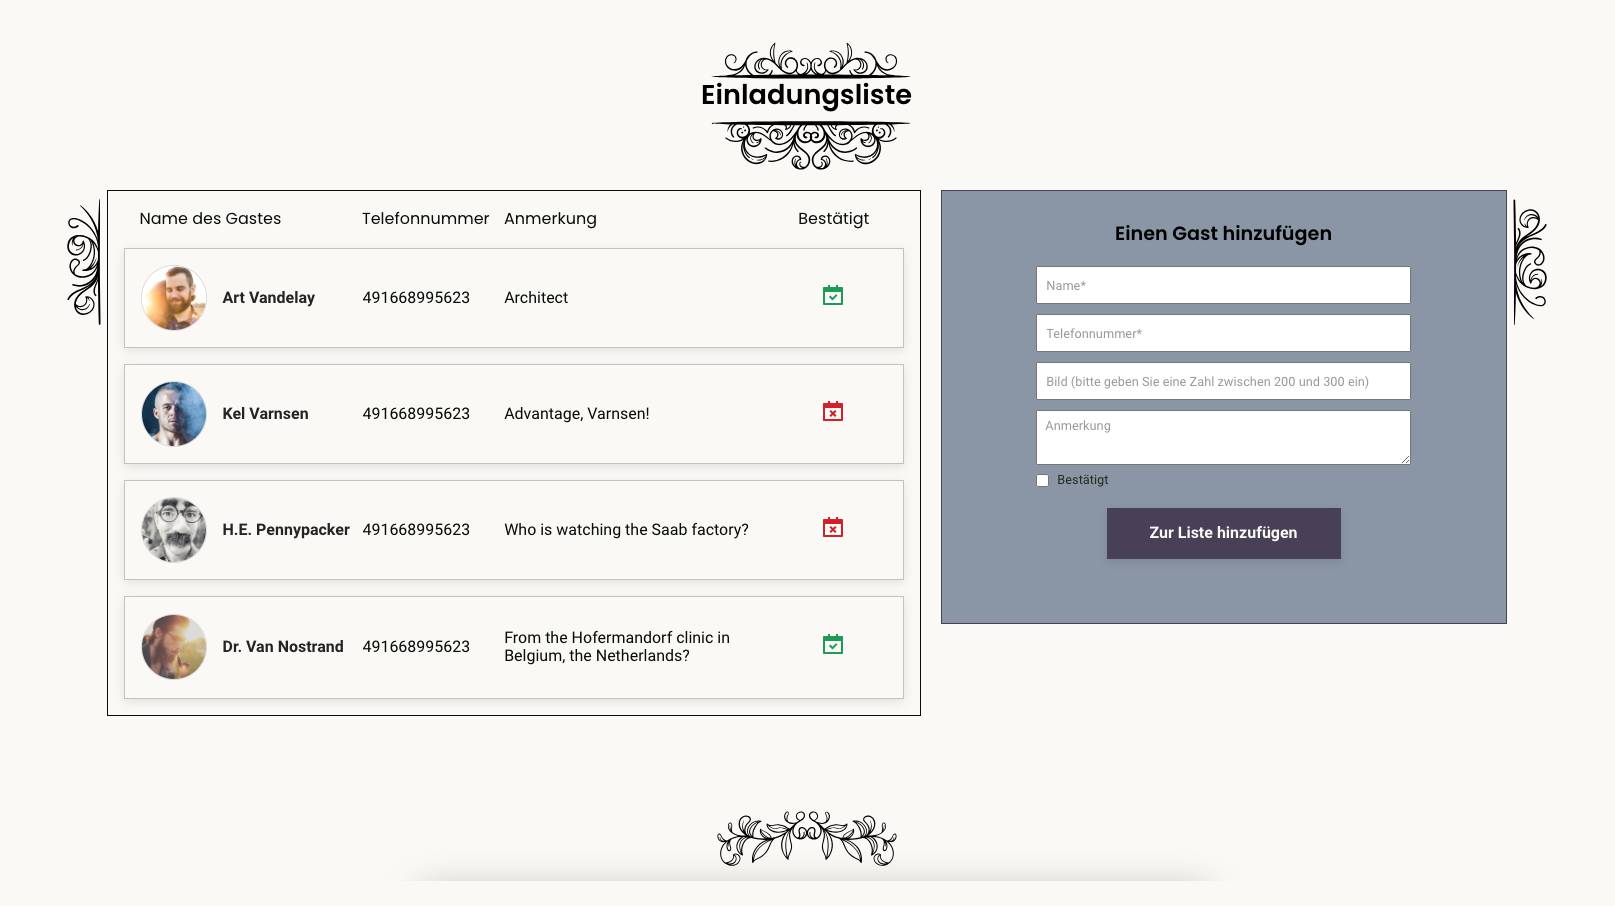 Einladungsliste
Name des Gastes Telefonnummer Anmerkung Bestätigt
Art Vandelay 491668995623 Architect
Kel Varnsen 491668995623 Advantage, Varnsen!
H.E. Pennypacker 491668995623 Who is watching the Saab factory?
Dr. Van Nostrand 491668995623 From the Hofermandorf clinic in
Belgium, the Netherlands?
Einen Gast hinzufügen
Name*
Telefonnummer*
Bild (bitte geben Sie eine Zahl zwischen 200 und 300 ein)
Anmerkung
Bestätigt
Zur Liste hinzufügen